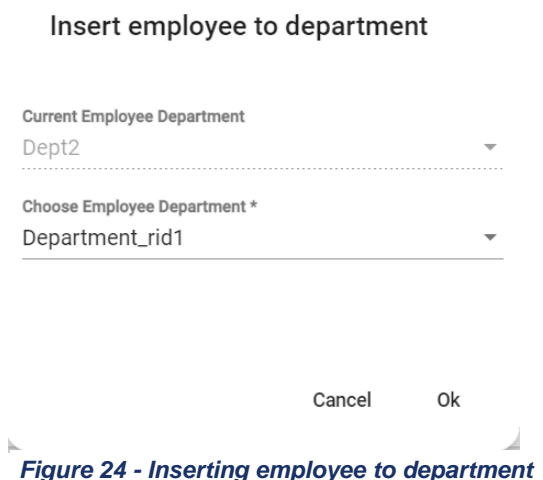 Insert employee to department
Current Employee Department
Dept2
Choose Employee Department *
Department_rid1
Cancel Ok
Figure 24 - Inserting employee to department